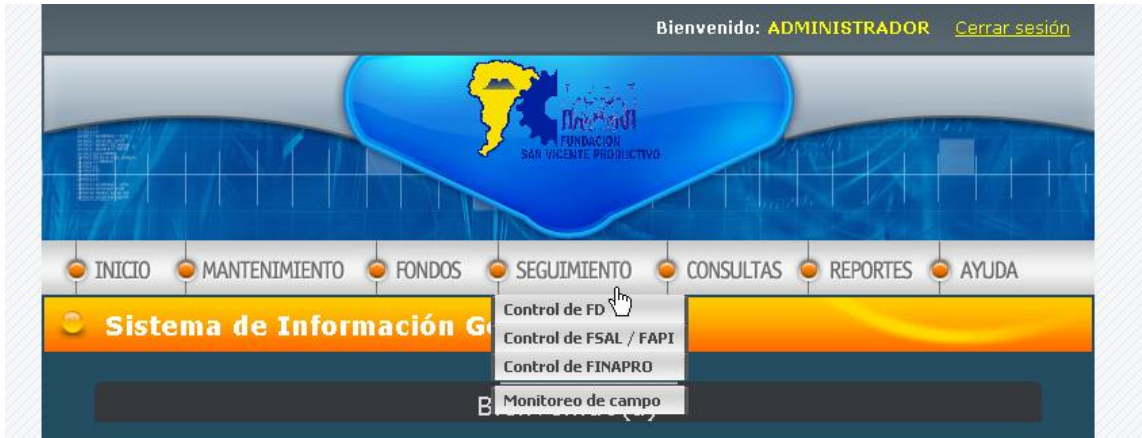 Bienvenido: ADMINISTRADOR Cerrar sesión
FUNDACION
SAN VICENTE PRODUCTIVO
INICIO MANTENIMIENTO FONDOS SEGUIMIENTO CONSULTAS REPORTES AYUDA
Sistema de Información
Control de FD
Control de FSAL / FAPI
Control de FINAPRO
Monitoreo de campo